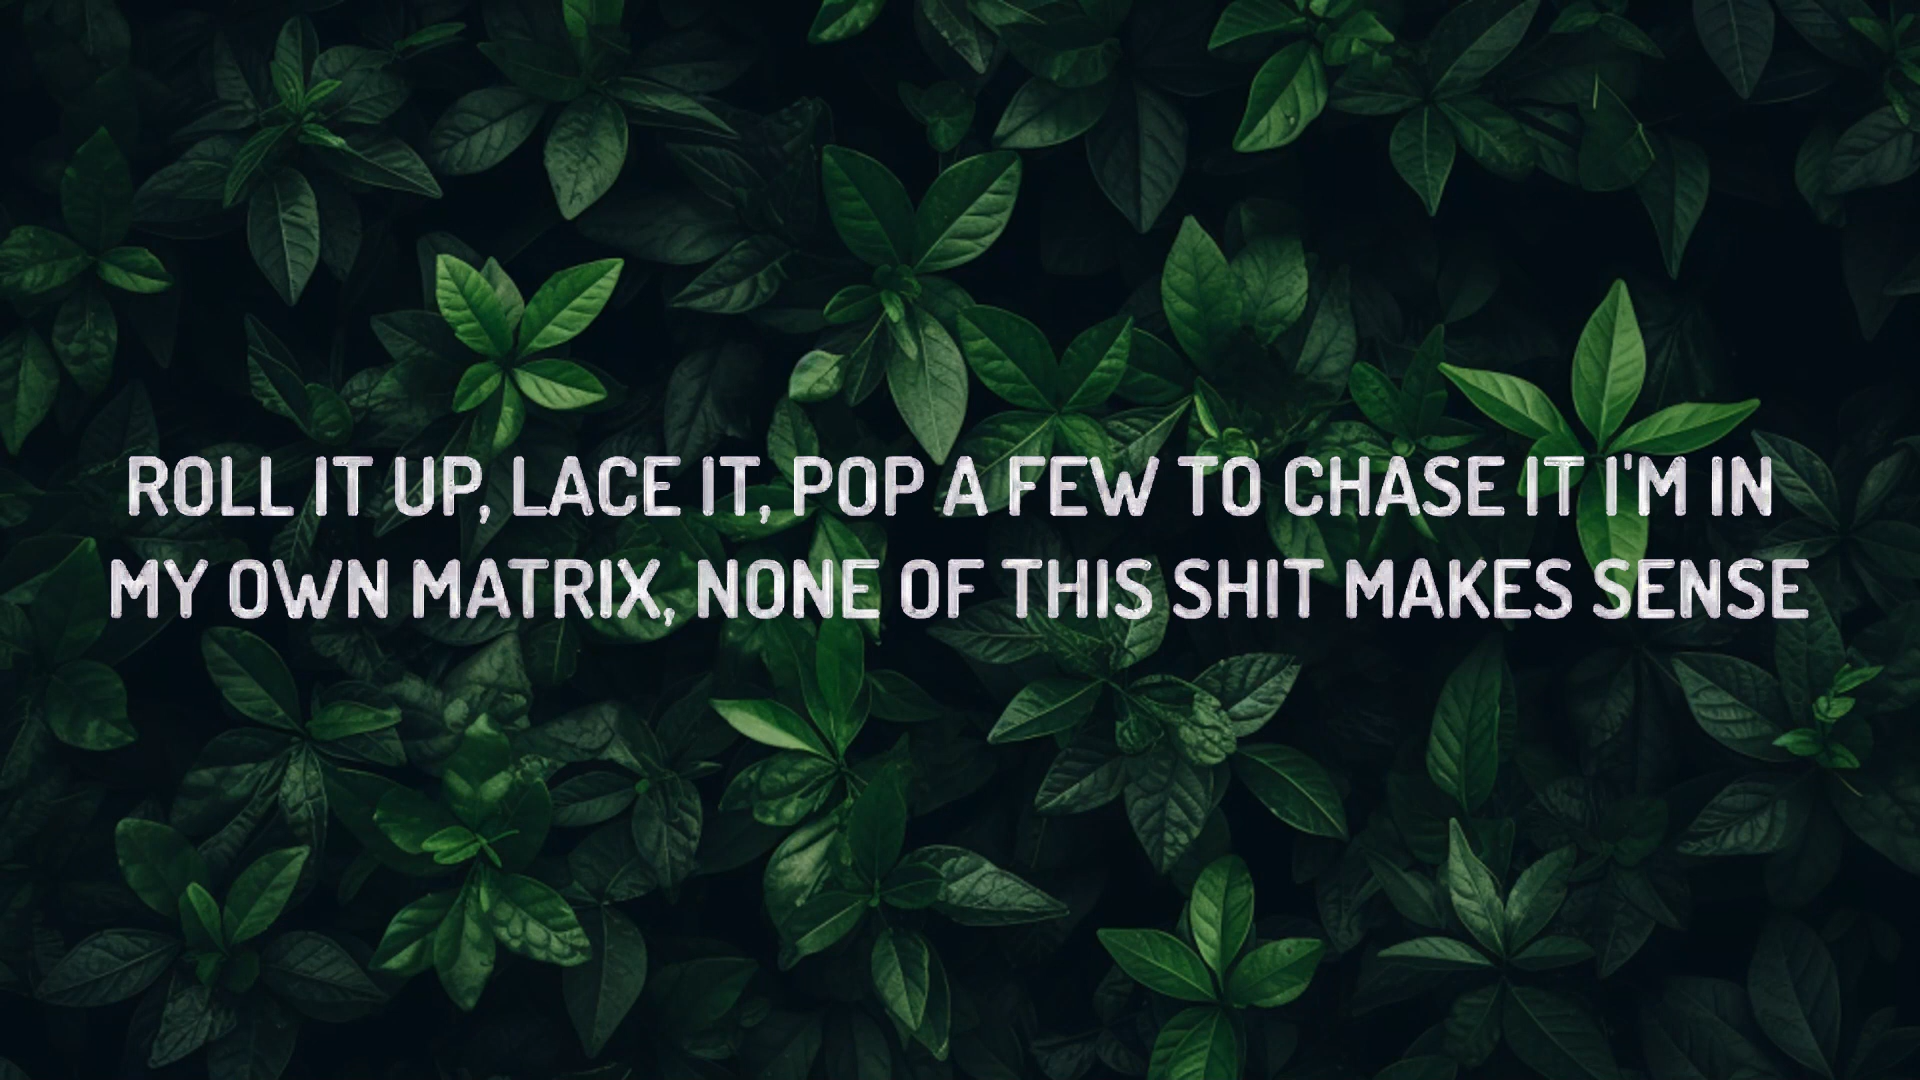 ROLL IT UP, LACE IT, POP A FEW TO CHASE IT I'M IN
MY OWN MATRIX, NONE OF THIS SHIT MAKES SENSE